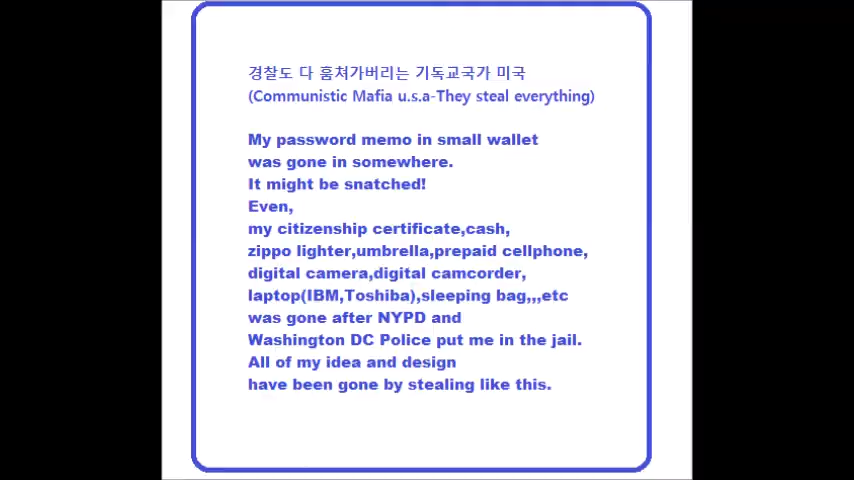 경찰도 다 훔쳐가버리는 기독교국가 미국
(Communistic Mafia u.s.a-They steal everything)
My password memo in small wallet
was gone in somewhere.
It might be snatched!
Even,
my citizenship certificate,cash,
zippo lighter,umbrella,prepaid cellphone,
digital camera,digital camcorder,
laptop(IBM,Toshiba),sleeping bag,,,etc
was gone after NYPD and
Washington DC Police put me in the jail.
All of my idea and design
have been gone by stealing like this.